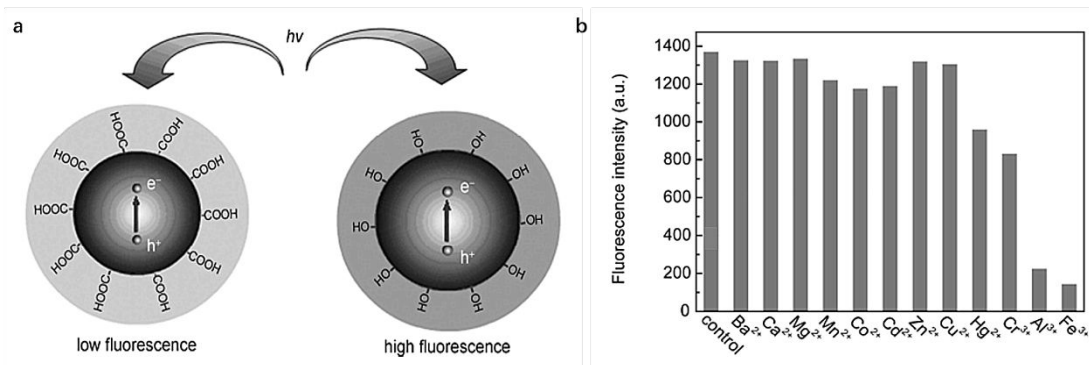 a
hv
HOOC
HOOC
COOH
COOH
HOOC
COOH
COOH
HOOC
HOOC
COOH
e⁻
h⁺
low fluorescence
HO
OH
HO
OH
HO
OH
HO
OH
HO
OH
e⁻
h⁺
high fluorescence
b
Fluorescence intensity (a.u.)
1400
1200
1000
800
600
400
200
0
control
Ba²⁺
Ca²⁺
Mg²⁺
Mn²⁺
Co²⁺
Cd²⁺
Zn²⁺
Cu²⁺
Hg²⁺
Cr³⁺
Al³⁺
Fe³⁺